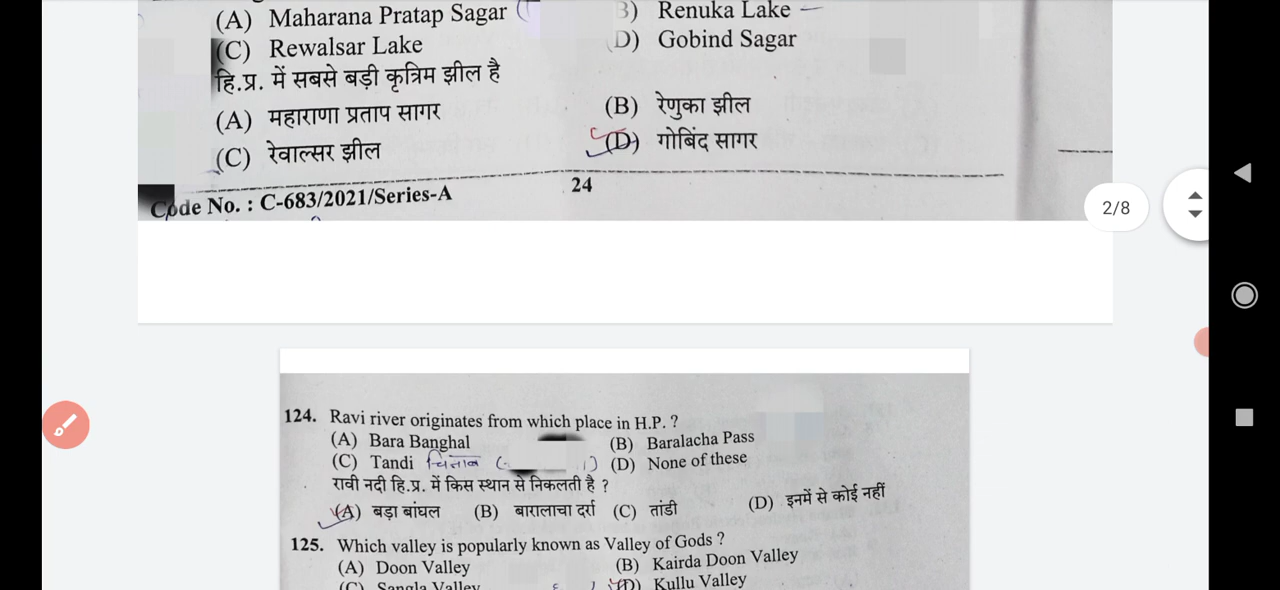 (A) Maharana Pratap Sagar
B) Renuka Lake
(C) Rewalsar Lake
D) Gobind Sagar
हि.प्र. में सबसे बड़ी कृत्रिम झील है
(A) महाराणा प्रताप सागर
(B) रेणुका झील
(C) रेवाल्सर झील
(D) गोबिंद सागर
Code No. : C-683/2021/Series-A
24
2/8
124. Ravi river originates from which place in H.P. ?
(A) Bara Banghal
(B) Baralacha Pass
(C) Tandi चिनाब
(D) None of these
रावी नदी हि.प्र. में किस स्थान से निकलती है ?
(A) बड़ा बांघल (B) बारालाचा दर्रा (C) तांडी (D) इनमें से कोई नहीं
125. Which valley is popularly known as Valley of Gods ?
(A) Doon Valley
(B) Kairda Doon Valley
(C) Sangla Valley
(D) Kullu Valley